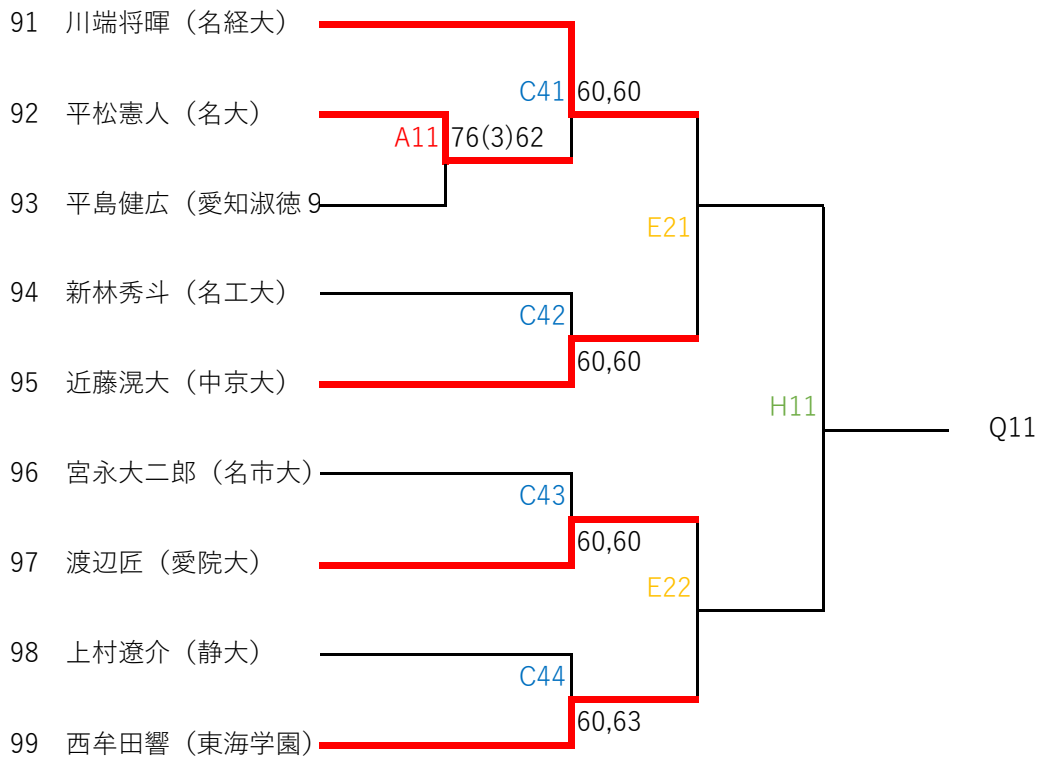 91 川端将暉（名経大）
C41 60,60
92 平松憲人（名大）
A11 76(3)62
93 平島健広（愛知淑徳 9
E21
94 新林秀斗（名工大）
C42
60,60
95 近藤滉大（中京大）
H11
Q11
96 宮永大二郎（名市大）
C43
60,60
97 渡辺匠（愛院大）
E22
98 上村遼介（静大）
C44
60,63
99 西牟田響（東海学園）